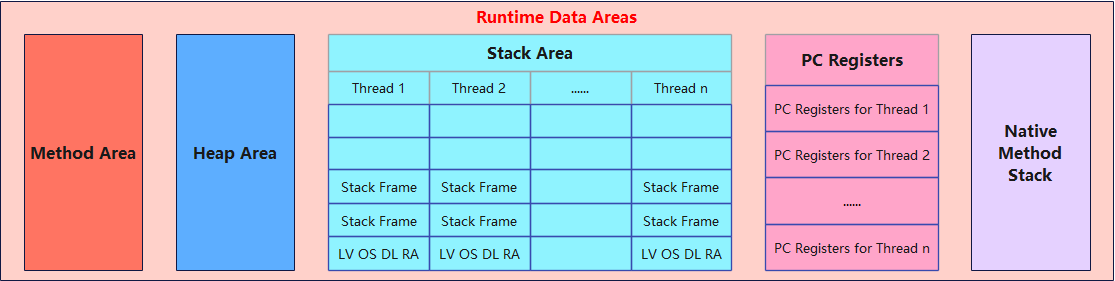 Runtime Data Areas
Method Area
Heap Area
Stack Area
Thread 1 Thread 2 ...... Thread n
Stack Frame Stack Frame Stack Frame
Stack Frame Stack Frame Stack Frame
LV OS DL RA LV OS DL RA LV OS DL RA
PC Registers
PC Registers for Thread 1
PC Registers for Thread 2
......
PC Registers for Thread n
Native
Method
Stack